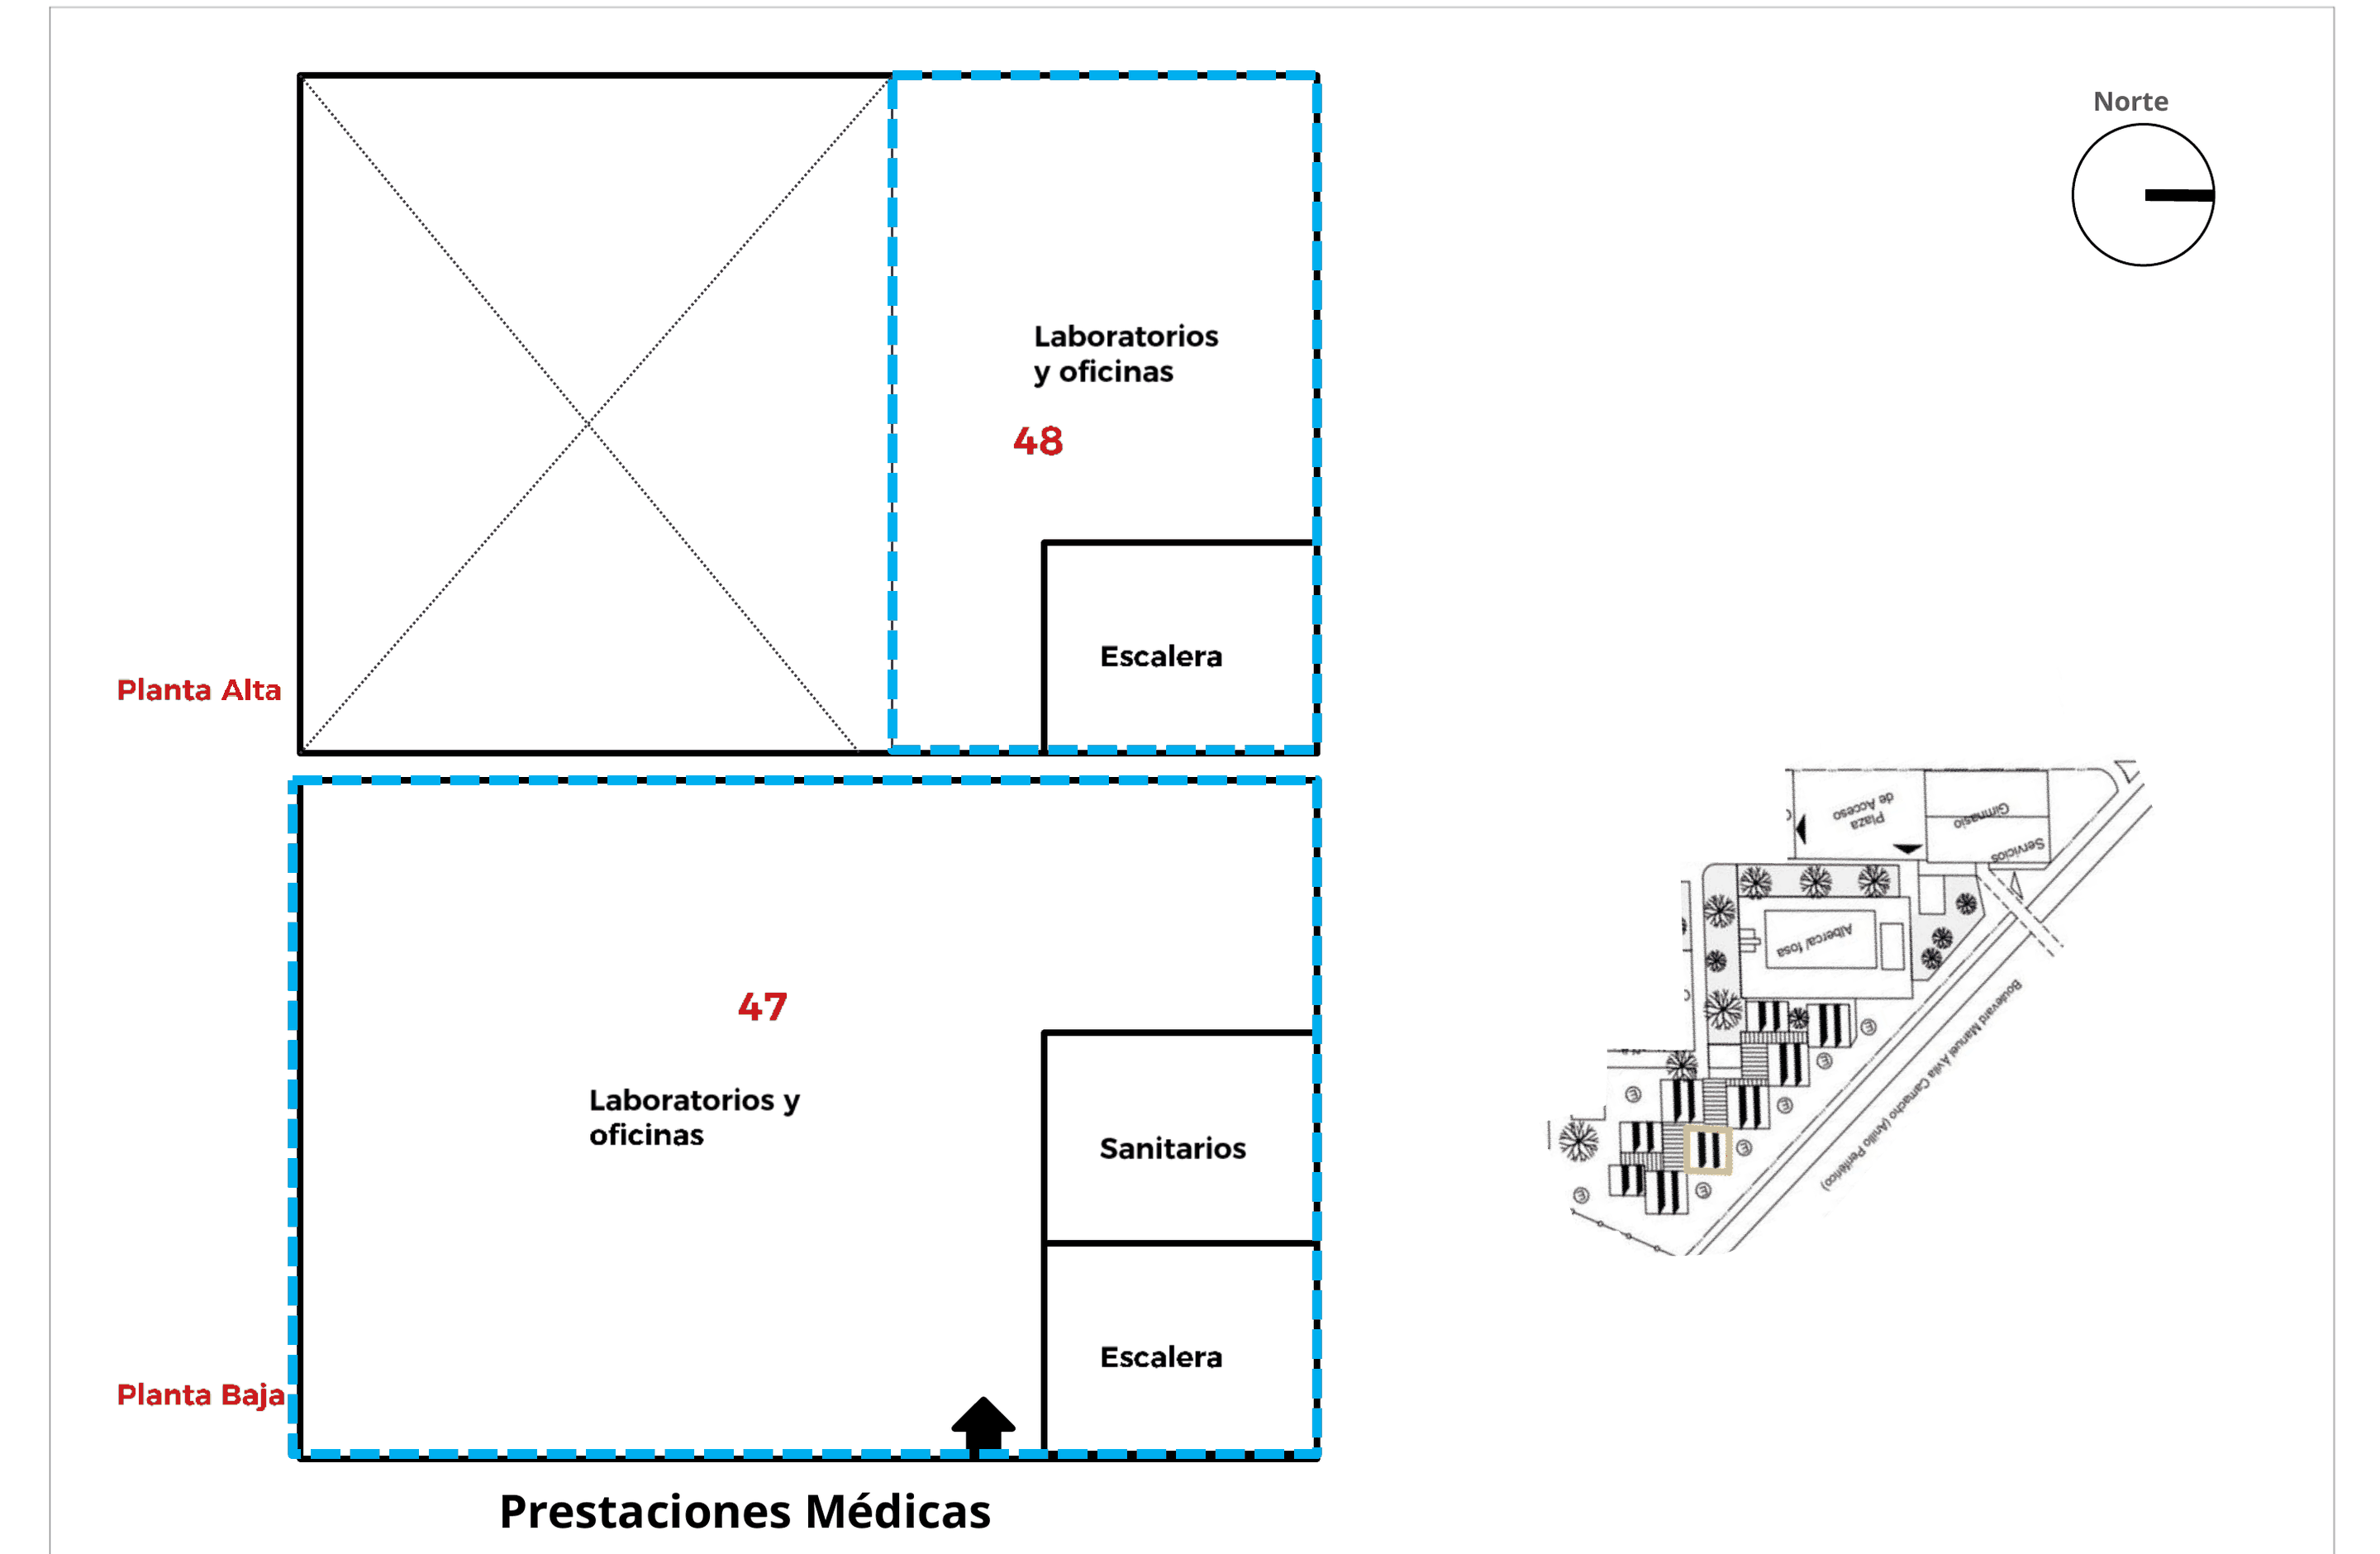 Norte
Laboratorios
y oficinas
48
Escalera
Planta Alta
47
Laboratorios y
oficinas
Sanitarios
Escalera
Planta Baja
Prestaciones Médicas
Plaza
de Acceso
Gimnasio
Servicios
Alberca/ fosa
Boulevard Manuel Ávila Camacho (Anillo Periférico)
E
E
E
E
E
E
E